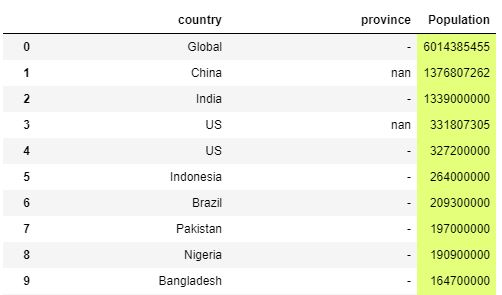 country province Population
0 Global - 6014385455
1 China nan 1376807262
2 India - 1339000000
3 US nan 331807305
4 US - 327200000
5 Indonesia - 264000000
6 Brazil - 209300000
7 Pakistan - 197000000
8 Nigeria - 190900000
9 Bangladesh - 164700000